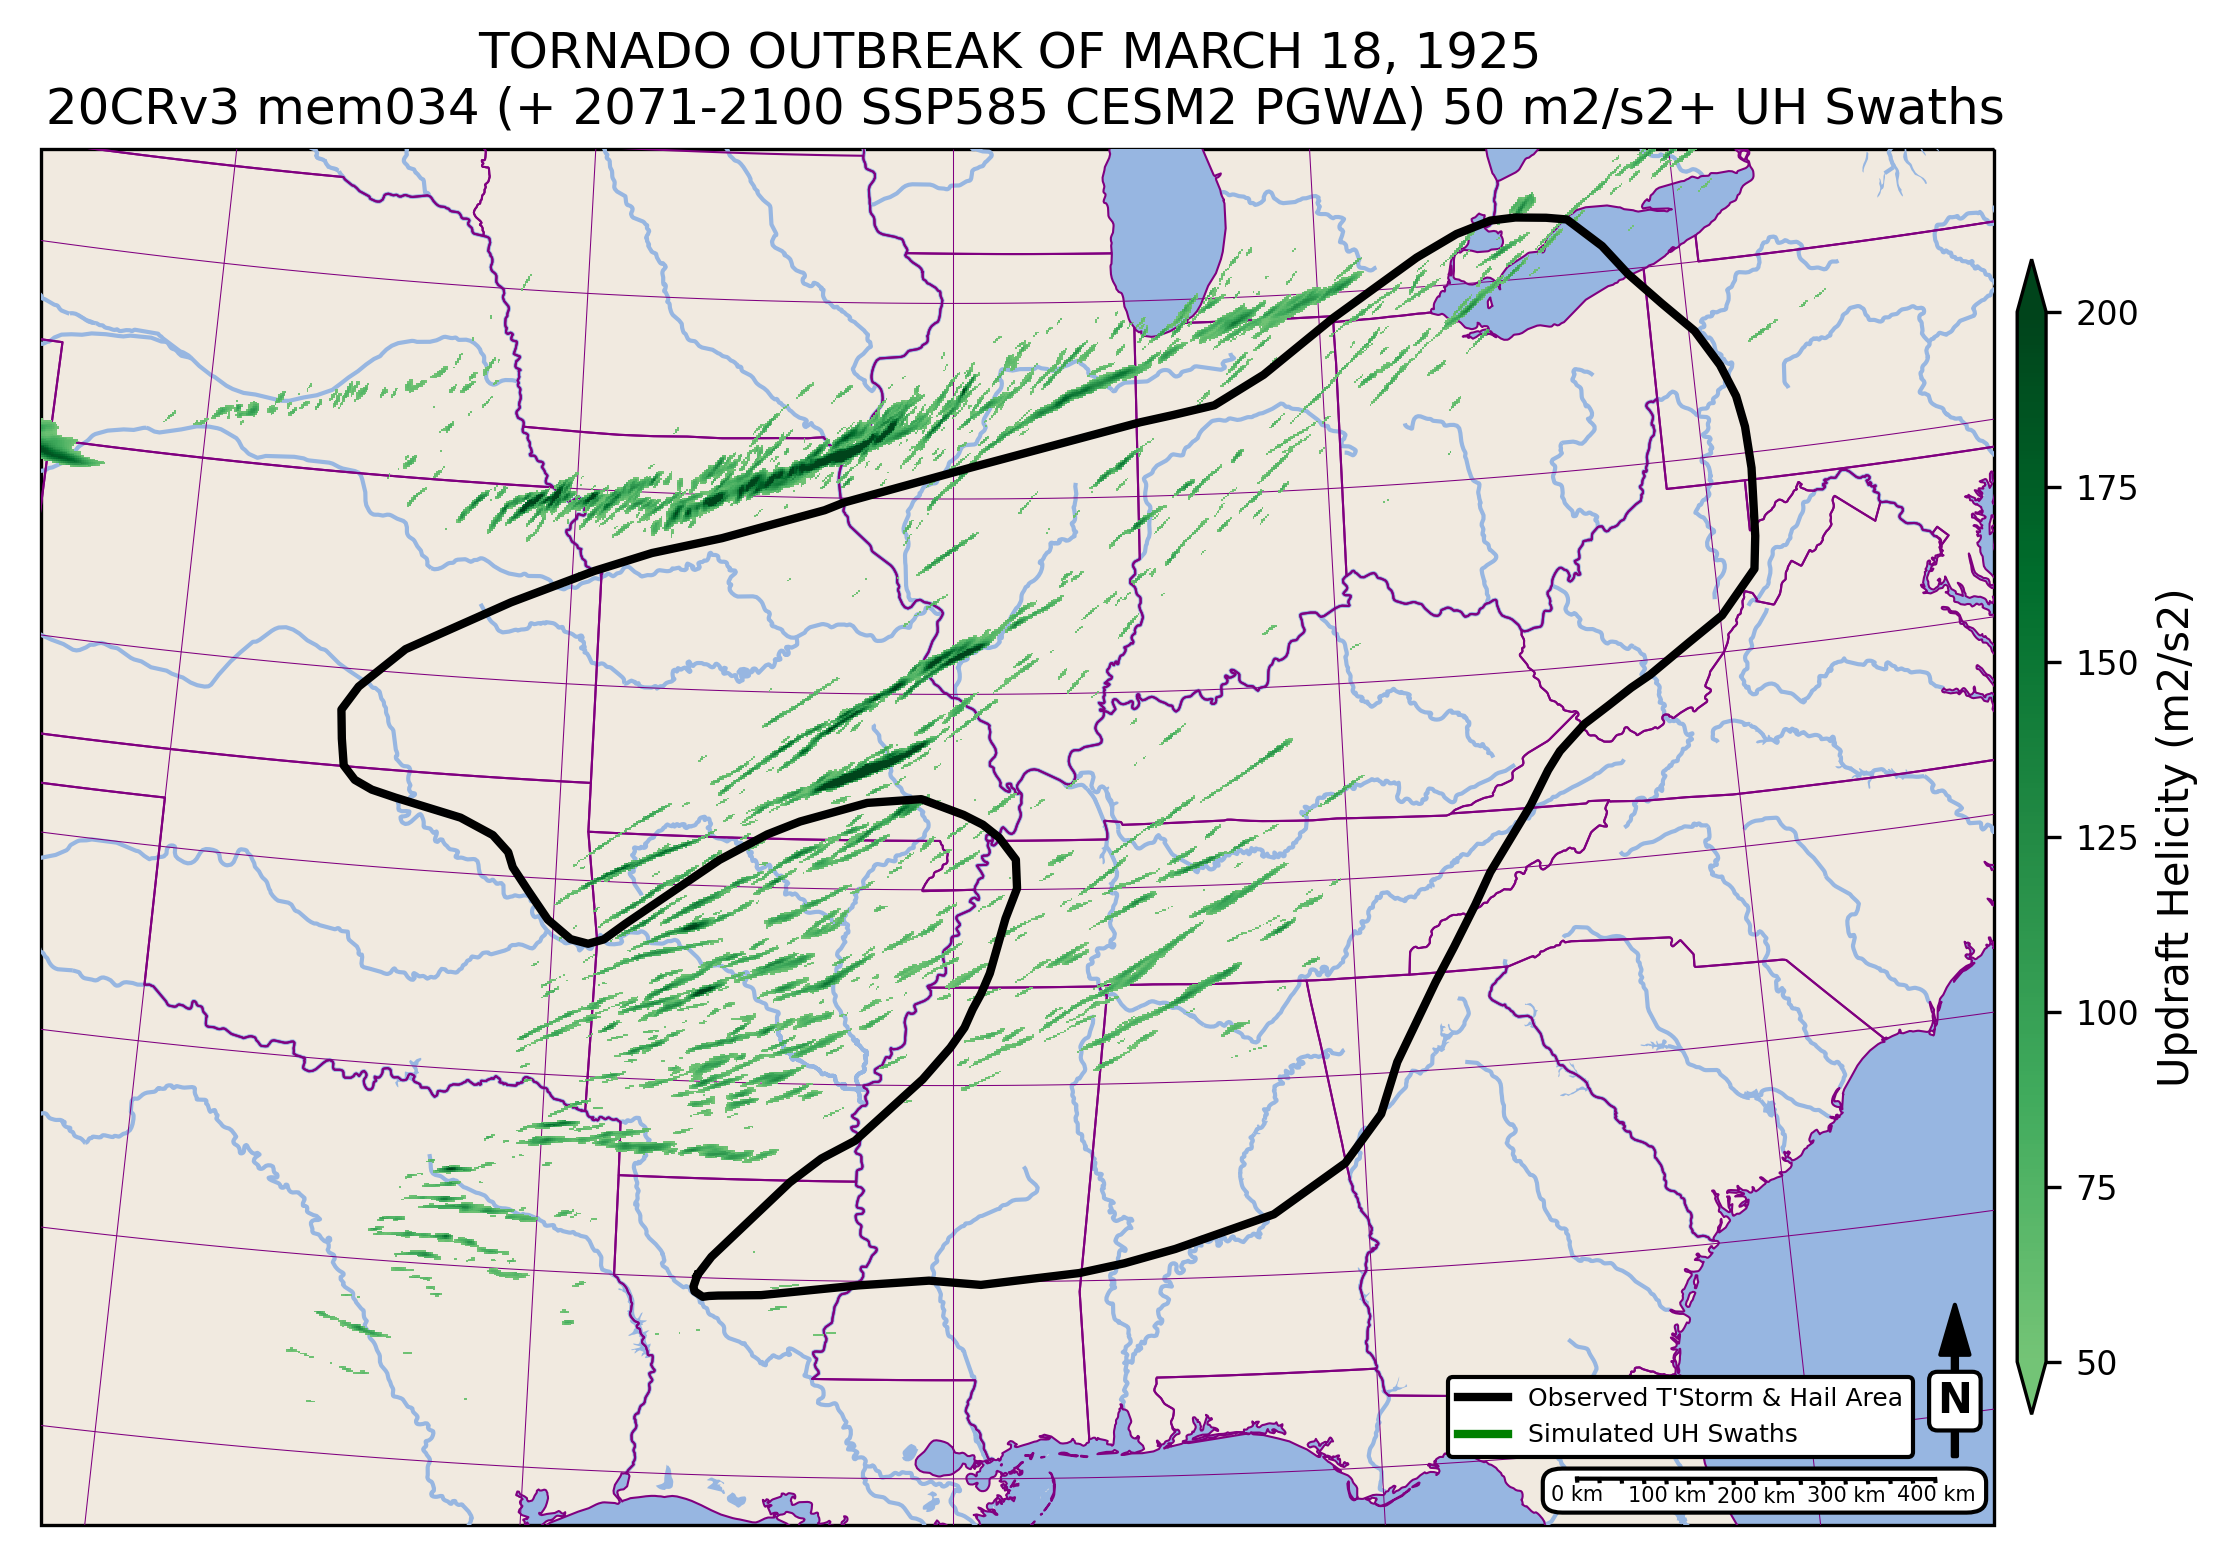 TORNADO OUTBREAK OF MARCH 18, 1925
20CRv3 mem034 (+ 2071-2100 SSP585 CESM2 PGWΔ) 50 m2/s2+ UH Swaths
200
175
150
125
100
75
50
Updraft Helicity (m2/s2)
Observed T'Storm & Hail Area
Simulated UH Swaths
N
0 km 100 km 200 km 300 km 400 km